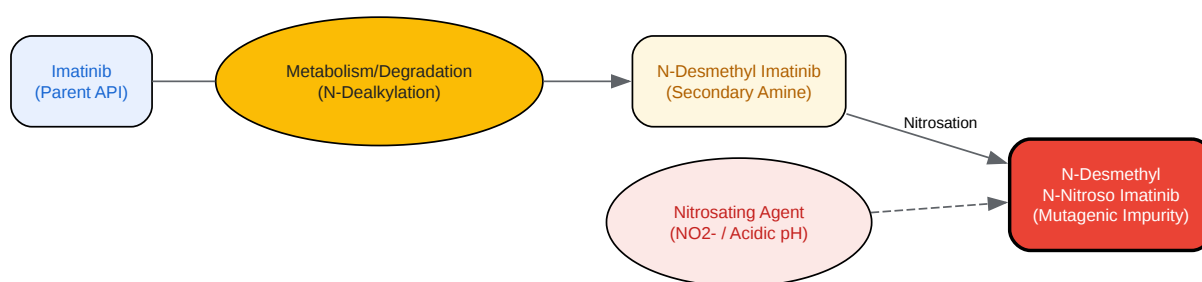 Imatinib
(Parent API)
Metabolism/Degradation
(N-Dealkylation)
N-Desmethyl Imatinib
(Secondary Amine)
Nitrosation
Nitrosating Agent
(NO2- / Acidic pH)
N-Desmethyl
N-Nitroso Imatinib
(Mutagenic Impurity)